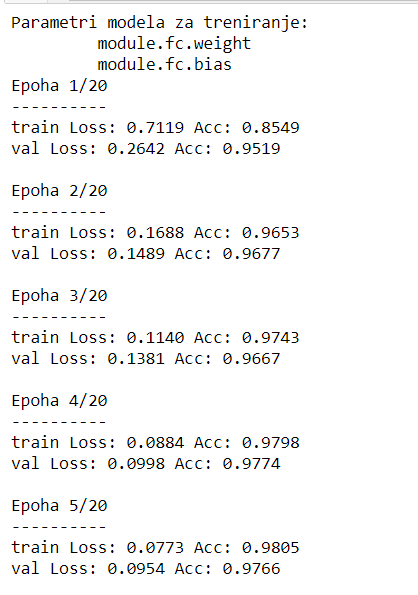 Parametri modela za treniranje:
module.fc.weight
module.fc.bias
Epoha 1/20
----------
train Loss: 0.7119 Acc: 0.8549
val Loss: 0.2642 Acc: 0.9519
Epoha 2/20
----------
train Loss: 0.1688 Acc: 0.9653
val Loss: 0.1489 Acc: 0.9677
Epoha 3/20
----------
train Loss: 0.1140 Acc: 0.9743
val Loss: 0.1381 Acc: 0.9667
Epoha 4/20
----------
train Loss: 0.0884 Acc: 0.9798
val Loss: 0.0998 Acc: 0.9774
Epoha 5/20
----------
train Loss: 0.0773 Acc: 0.9805
val Loss: 0.0954 Acc: 0.9766